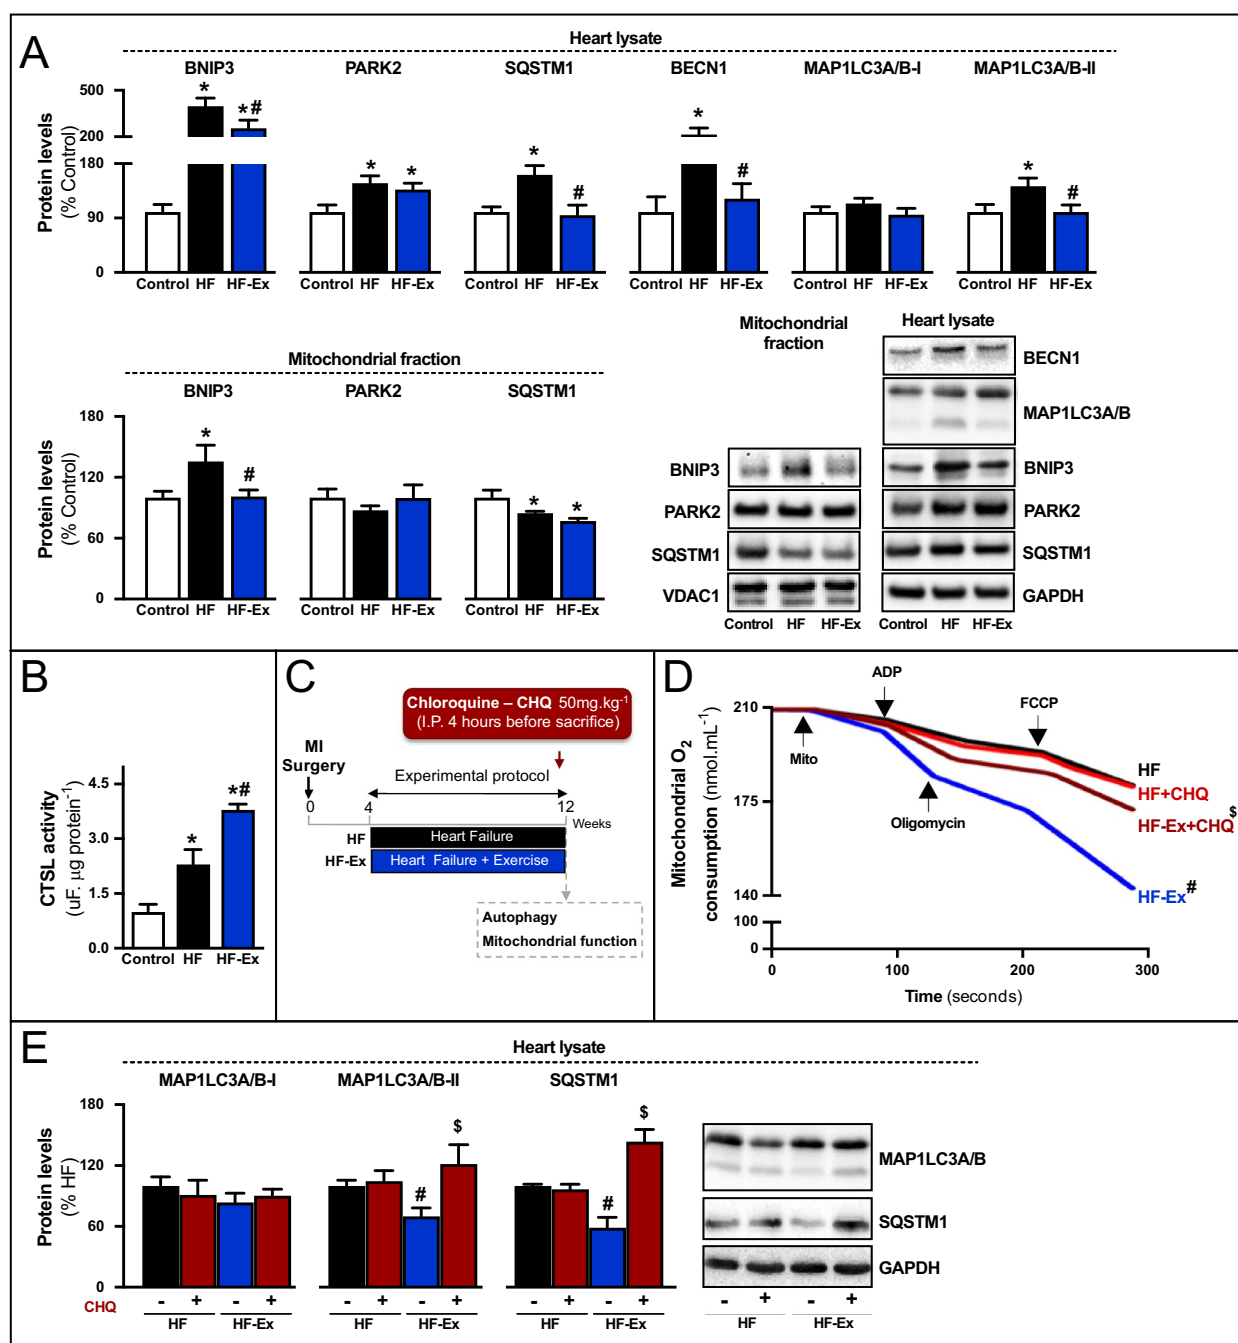 A
Heart lysate
BNIP3 PARK2 SQSTM1 BECN1 MAP1LC3A/B-I MAP1LC3A/B-II
Protein levels
(% Control)
500
200
180
90
0
* *# * * * # * # * #
Control HF HF-Ex Control HF HF-Ex Control HF HF-Ex Control HF HF-Ex Control HF HF-Ex Control HF HF-Ex
Mitochondrial fraction
BNIP3 PARK2 SQSTM1
Protein levels
(% Control)
180
120
60
0
* # * *
Control HF HF-Ex Control HF HF-Ex Control HF HF-Ex
Mitochondrial
fraction
BNIP3
PARK2
SQSTM1
VDAC1
Control HF HF-Ex
Heart lysate
BECN1
MAP1LC3A/B
BNIP3
PARK2
SQSTM1
GAPDH
Control HF HF-Ex
B
CTSL activity
(uF. µg protein⁻¹)
4.5
3.0
1.5
0.0
* *#
Control HF HF-Ex
C
Chloroquine – CHQ 50mg.kg⁻¹
(I.P. 4 hours before sacrifice)
MI
Surgery
Experimental protocol
0 4 12
Weeks
HF Heart Failure
HF-Ex Heart Failure + Exercise
Autophagy
Mitochondrial function
D
Mitochondrial O₂
consumption (nmol.mL⁻¹)
210
175
140
100
0
ADP
FCCP
Mito
Oligomycin
HF
HF+CHQ
HF-Ex+CHQ$
HF-Ex#
0 100 200 300
Time (seconds)
E
Heart lysate
MAP1LC3A/B-I MAP1LC3A/B-II SQSTM1
Protein levels
(% HF)
180
120
60
0
# $ # $
CHQ - + - + - + - + - + - +
HF HF-Ex HF HF-Ex HF HF-Ex
MAP1LC3A/B
SQSTM1
GAPDH
- + - +
HF HF-Ex